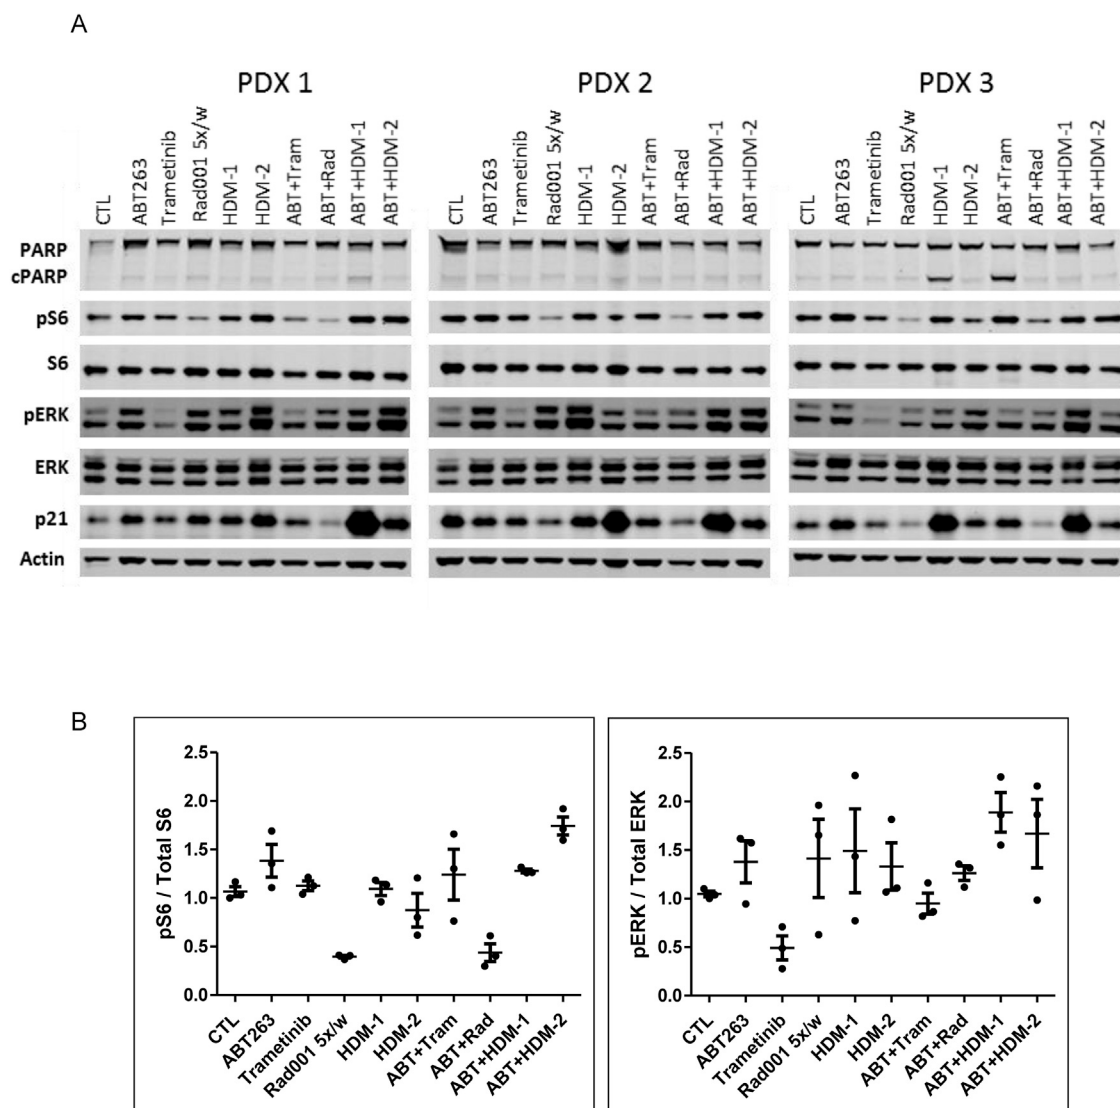 A
PDX 1
PDX 2
PDX 3
CTL
ABT263
Trametinib
Rad001 5x/w
HDM-1
HDM-2
ABT+Tram
ABT+Rad
ABT+HDM-1
ABT+HDM-2
CTL
ABT263
Trametinib
Rad001 5x/w
HDM-1
HDM-2
ABT+Tram
ABT+Rad
ABT+HDM-1
ABT+HDM-2
CTL
ABT263
Trametinib
Rad001 5x/w
HDM-1
HDM-2
ABT+Tram
ABT+Rad
ABT+HDM-1
ABT+HDM-2
PARP
cPARP
pS6
S6
pERK
ERK
p21
Actin
B
pS6 / Total S6
2.5
2.0
1.5
1.0
0.5
0.0
CTL
ABT263
Trametinib
Rad001 5x/w
HDM-1
HDM-2
ABT+Tram
ABT+Rad
ABT+HDM-1
ABT+HDM-2
pERK / Total ERK
2.5
2.0
1.5
1.0
0.5
0.0
CTL
ABT263
Trametinib
Rad001 5x/w
HDM-1
HDM-2
ABT+Tram
ABT+Rad
ABT+HDM-1
ABT+HDM-2